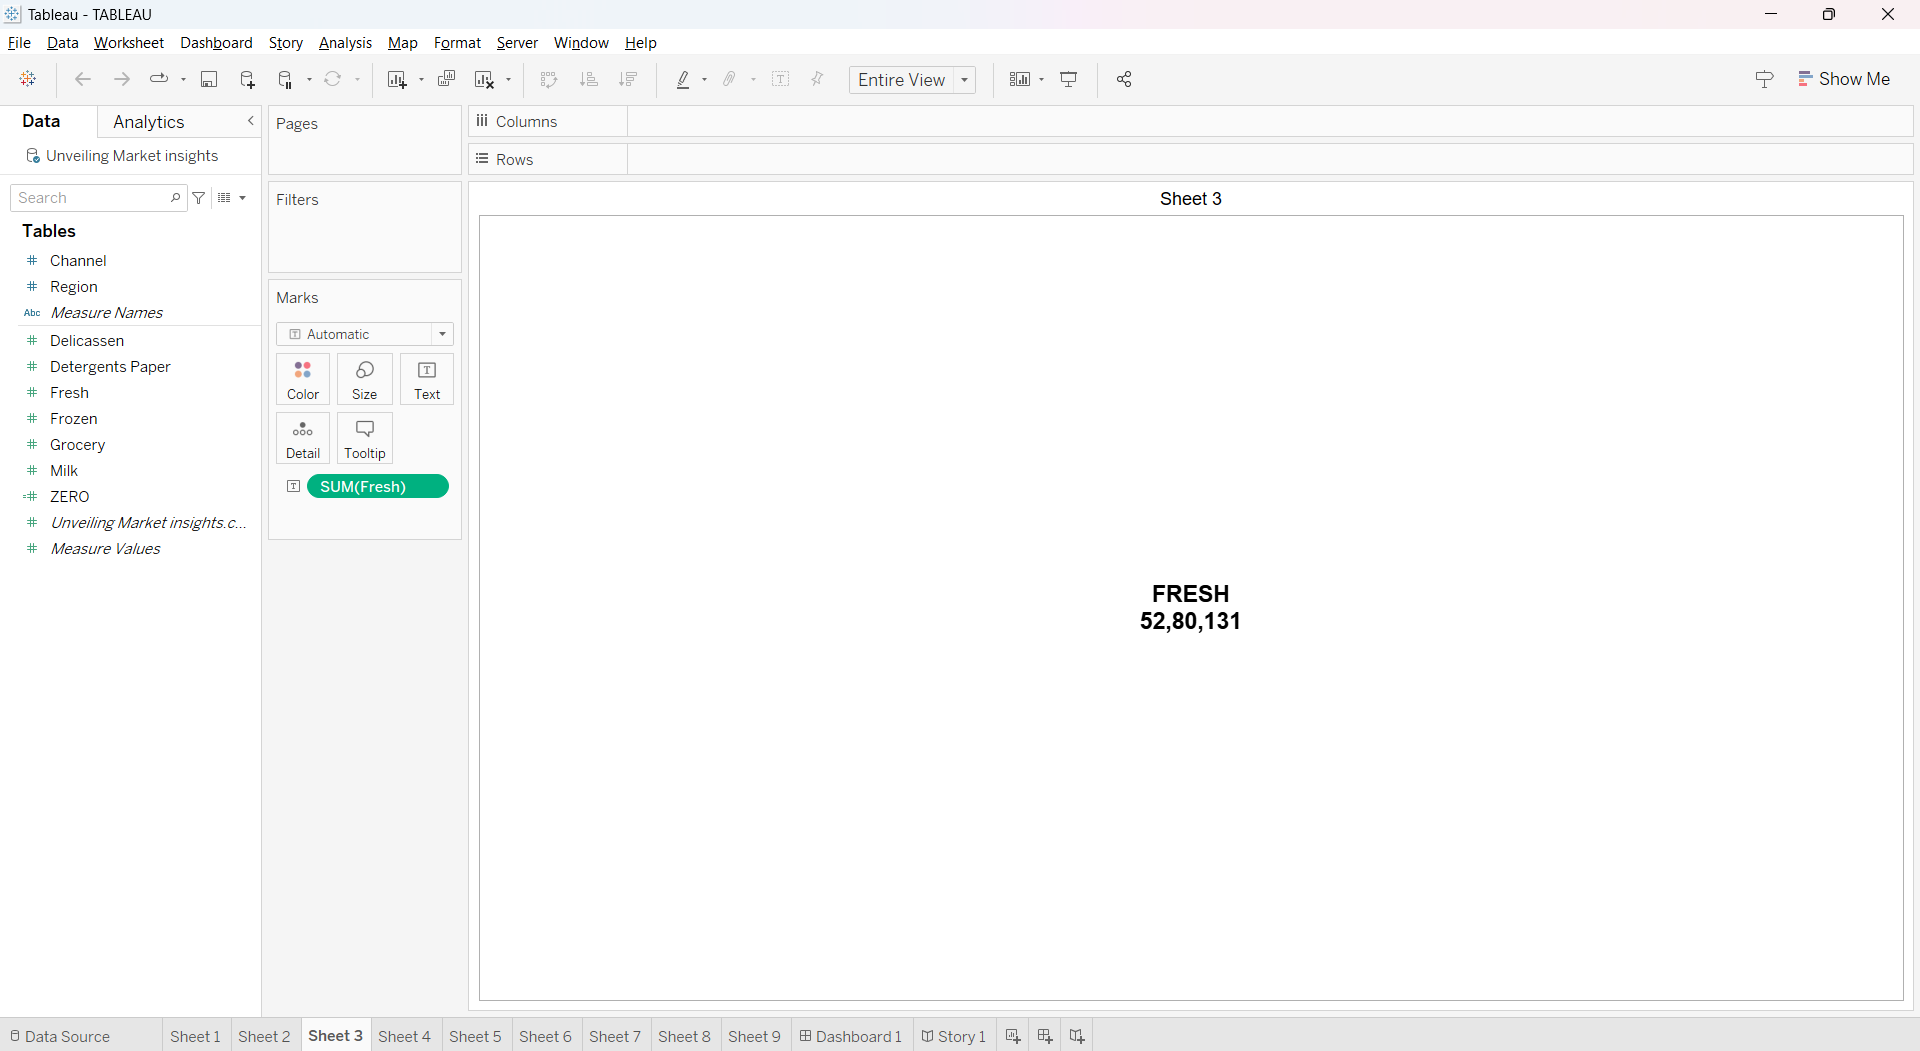 Tableau - TABLEAU
File Data Worksheet Dashboard Story Analysis Map Format Server Window Help
Entire View
Show Me
Data Analytics
Unveiling Market insights
Search
Tables
# Channel
# Region
Abc Measure Names
# Delicassen
# Detergents Paper
# Fresh
# Frozen
# Grocery
# Milk
=# ZERO
# Unveiling Market insights.c...
# Measure Values
Pages
Filters
Marks
T Automatic
Color Size Text
Detail Tooltip
T SUM(Fresh)
Columns
Rows
Sheet 3
FRESH
52,80,131
Data Source Sheet 1 Sheet 2 Sheet 3 Sheet 4 Sheet 5 Sheet 6 Sheet 7 Sheet 8 Sheet 9 Dashboard 1 Story 1